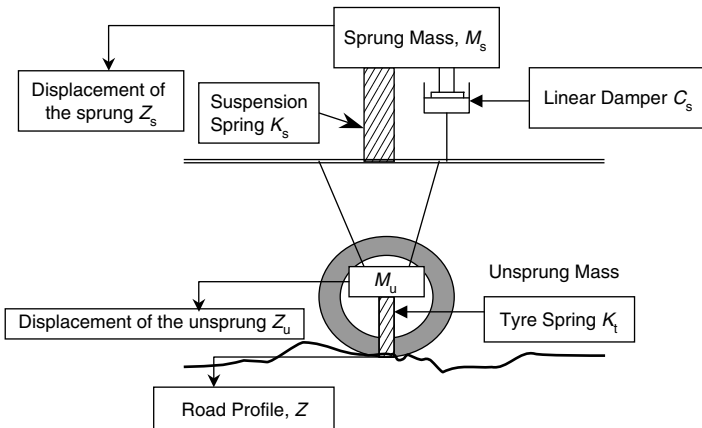 Sprung Mass, Ms
Displacement of
the sprung Zs
Suspension
Spring Ks
Linear Damper Cs
Mu
Unsprung Mass
Displacement of the unsprung Zu
Tyre Spring Kt
Road Profile, Z